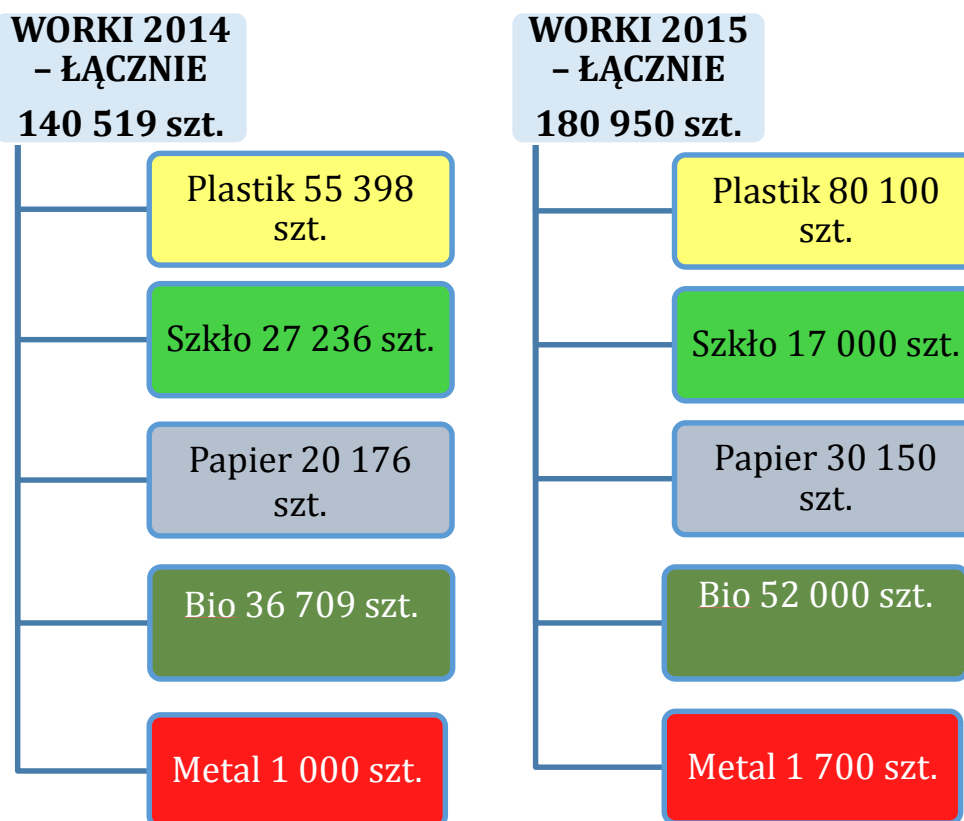 WORKI 2014
– ŁĄCZNIE
140 519 szt.
Plastik 55 398
szt.
Szkło 27 236 szt.
Papier 20 176
szt.
Bio 36 709 szt.
Metal 1 000 szt.
WORKI 2015
– ŁĄCZNIE
180 950 szt.
Plastik 80 100
szt.
Szkło 17 000 szt.
Papier 30 150
szt.
Bio 52 000 szt.
Metal 1 700 szt.